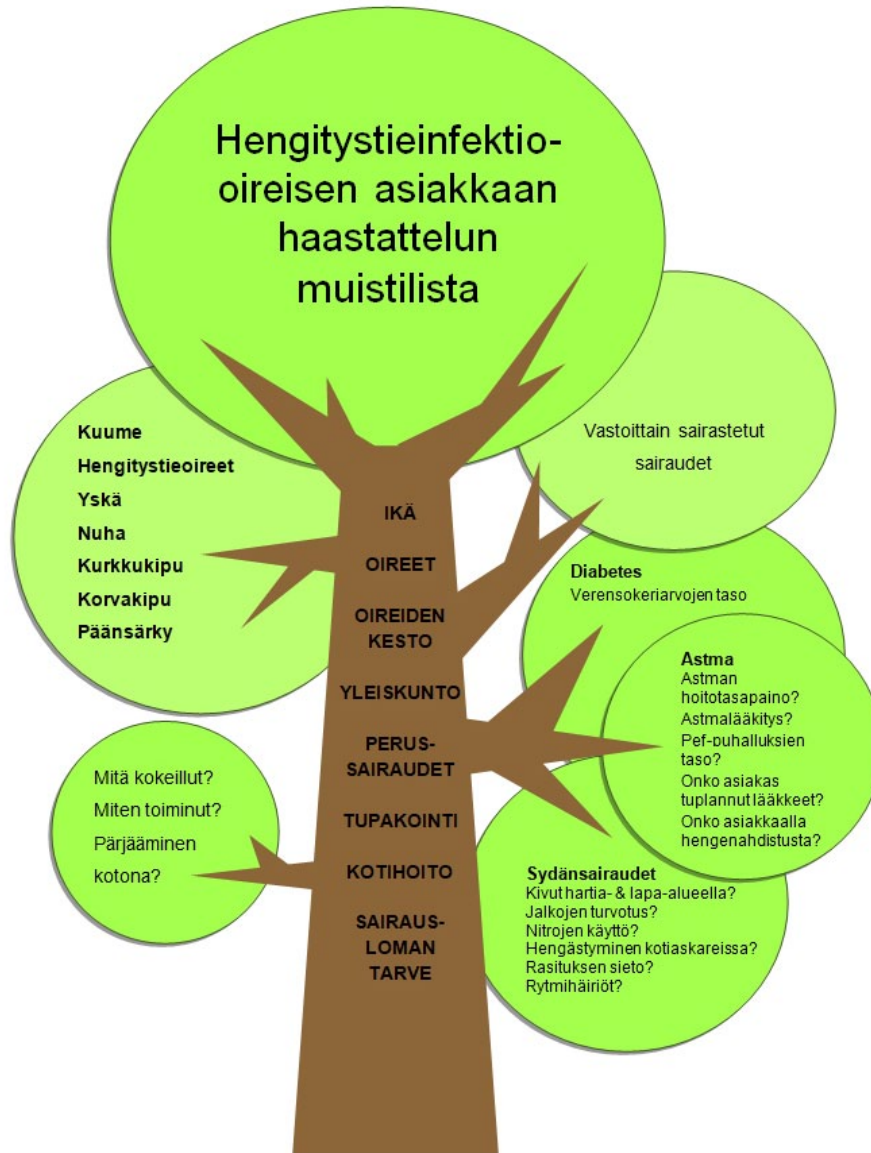 Hengitystieinfektio-
oireisen asiakkaan
haastattelun
muistilista
Kuume
Hengitystieoireet
Yskä
Nuha
Kurkkukipu
Korvakipu
Päänsärky
Vastoittain sairastetut
sairaudet
IKÄ
OIREET
OIREIDEN
KESTO
YLEISKUNTO
PERUS-
SAIRAUDET
TUPAKOINTI
KOTIHOITO
SAIRAUS-
LOMAN
TARVE
Diabetes
Verensokeriarvojen taso
Astma
Astman
hoitotasapaino?
Astmalääkitys?
Pef-puhalluksien
taso?
Onko asiakas
tuplannut lääkkeet?
Onko asiakkaalla
hengenahdistusta?
Mitä kokeillut?
Miten toiminut?
Pärjääminen
kotona?
Sydänsairaudet
Kivut hartia- & lapa-alueella?
Jalkojen turvotus?
Nitrojen käyttö?
Hengästyminen kotiaskareissa?
Rasituksen sieto?
Rytmihäiriöt?